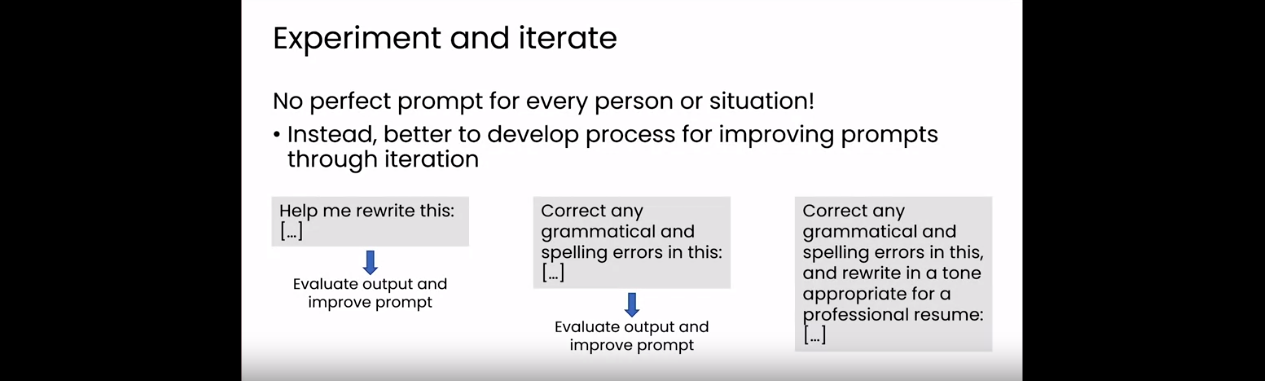 Experiment and iterate
No perfect prompt for every person or situation!
• Instead, better to develop process for improving prompts
through iteration
Help me rewrite this:
[...]
Evaluate output and
improve prompt
Correct any
grammatical and
spelling errors in this:
[...]
Evaluate output and
improve prompt
Correct any
grammatical and
spelling errors in this,
and rewrite in a tone
appropriate for a
professional resume:
[...]